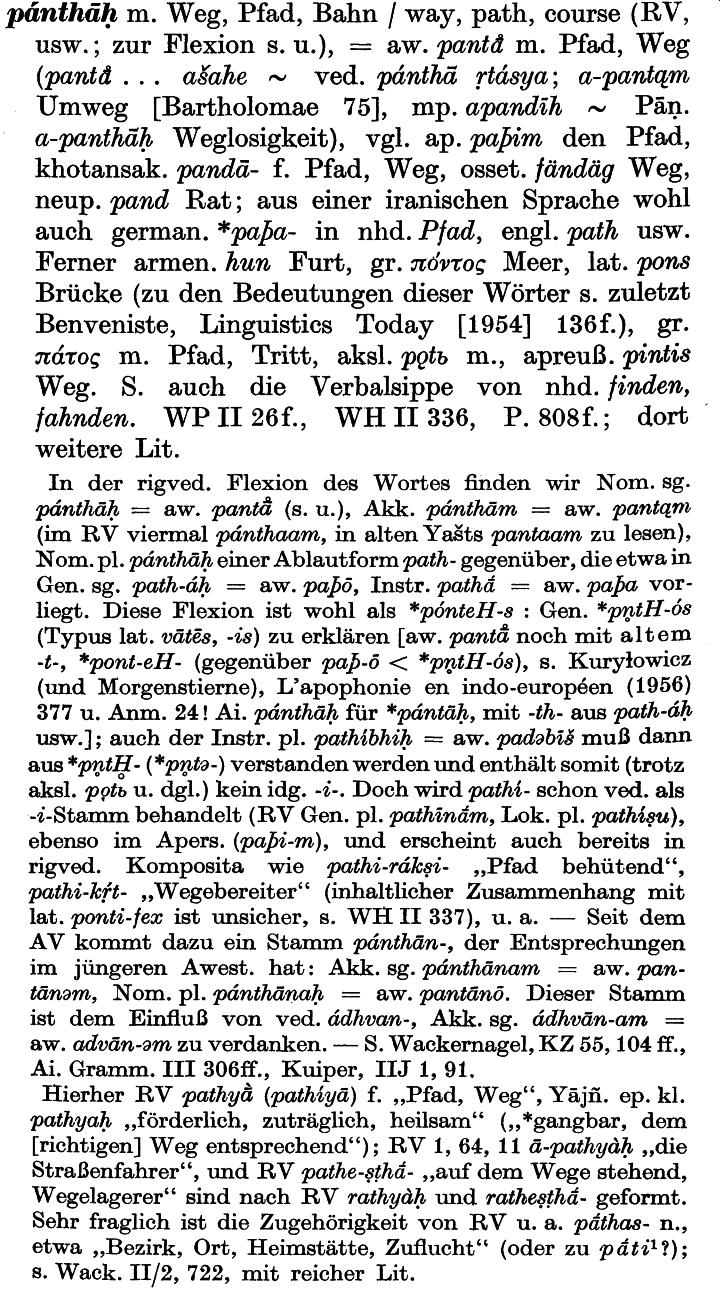 pánthāḥ m. Weg, Pfad, Bahn / way, path, course (RV,
usw.; zur Flexion s. u.), = aw. pantå̄ m. Pfad, Weg
(pantå̄ . . . ašahe ~ ved. pánthā ṛtásya; a-pantąm
Umweg [Bartholomae 75], mp. apandīh ~ Pāṇ.
a-panthāḥ Weglosigkeit), vgl. ap. paþim den Pfad,
khotansak. pandā- f. Pfad, Weg, osset. fändäg Weg,
neup. pand Rat; aus einer iranischen Sprache wohl
auch german. *paþa- in nhd. Pfad, engl. path usw.
Ferner armen. hun Furt, gr. πόντος Meer, lat. pons
Brücke (zu den Bedeutungen dieser Wörter s. zuletzt
Benveniste, Linguistics Today [1954] 136f.), gr.
πάτος m. Pfad, Tritt, aksl. pǫtь m., apreuß. pintis
Weg. S. auch die Verbalsippe von nhd. finden,
fahnden. WP II 26f., WH II 336, P. 808f.; dort
weitere Lit.
In der rigved. Flexion des Wortes finden wir Nom. sg.
pánthāḥ = aw. pantå̄ (s. u.), Akk. pánthām = aw. pantąm
(im RV viermal pánthaam, in alten Yašts pantaam zu lesen),
Nom. pl. pánthāḥ einer Ablautform path- gegenüber, die etwa in
Gen. sg. path-áḥ = aw. paþō, Instr. pathā́ = aw. paþa vor-
liegt. Diese Flexion ist wohl als *pónteH-s : Gen. *pn̥tH-ós
(Typus lat. vātēs, -is) zu erklären [aw. pantå̄ noch mit altem
-t-, *pont-eH- (gegenüber paþ-ō < *pn̥tH-ós), s. Kuryłowicz
(und Morgenstierne), L'apophonie en indo-européen (1956)
377 u. Anm. 24! Ai. pánthāḥ für *pántāḥ, mit -th- aus path-áḥ
usw.]; auch der Instr. pl. pathíbhiḥ = aw. padəbīš muß dann
aus *pn̥tH̥- (*pn̥tə-) verstanden werden und enthält somit (trotz
aksl. pǫtь u. dgl.) kein idg. -i-. Doch wird pathí- schon ved. als
-i-Stamm behandelt (RV Gen. pl. pathīnā́m, Lok. pl. pathíṣu),
ebenso im Apers. (paþi-m), und erscheint auch bereits in
rigved. Komposita wie pathi-rákṣi- „Pfad behütend“,
pathi-kŕ̥t- „Wegebereiter“ (inhaltlicher Zusammenhang mit
lat. ponti-fex ist unsicher, s. WH II 337), u. a. — Seit dem
AV kommt dazu ein Stamm pánthān-, der Entsprechungen
im jüngeren Awest. hat: Akk. sg. pánthānam = aw. pan-
tānəm, Nom. pl. pánthānaḥ = aw. pantānō. Dieser Stamm
ist dem Einfluß von ved. ádhvan-, Akk. sg. ádhvān-am =
aw. advān-əm zu verdanken. — S. Wackernagel, KZ 55, 104 ff.,
Ai. Gramm. III 306ff., Kuiper, IIJ 1, 91.
Hierher RV pathyā̀ (pathíyā) f. „Pfad, Weg“, Yājñ. ep. kl.
pathyaḥ „förderlich, zuträglich, heilsam“ („*gangbar, dem
[richtigen] Weg entsprechend“); RV 1, 64, 11 ā-pathyàḥ „die
Straßenfahrer“, und RV pathe-ṣṭhā́- „auf dem Wege stehend,
Wegelagerer“ sind nach RV rathyàḥ und ratheṣṭhā́- geformt.
Sehr fraglich ist die Zugehörigkeit von RV u. a. pā́thas- n.,
etwa „Bezirk, Ort, Heimstätte, Zuflucht“ (oder zu pā́ti¹?);
s. Wack. II/2, 722, mit reicher Lit.